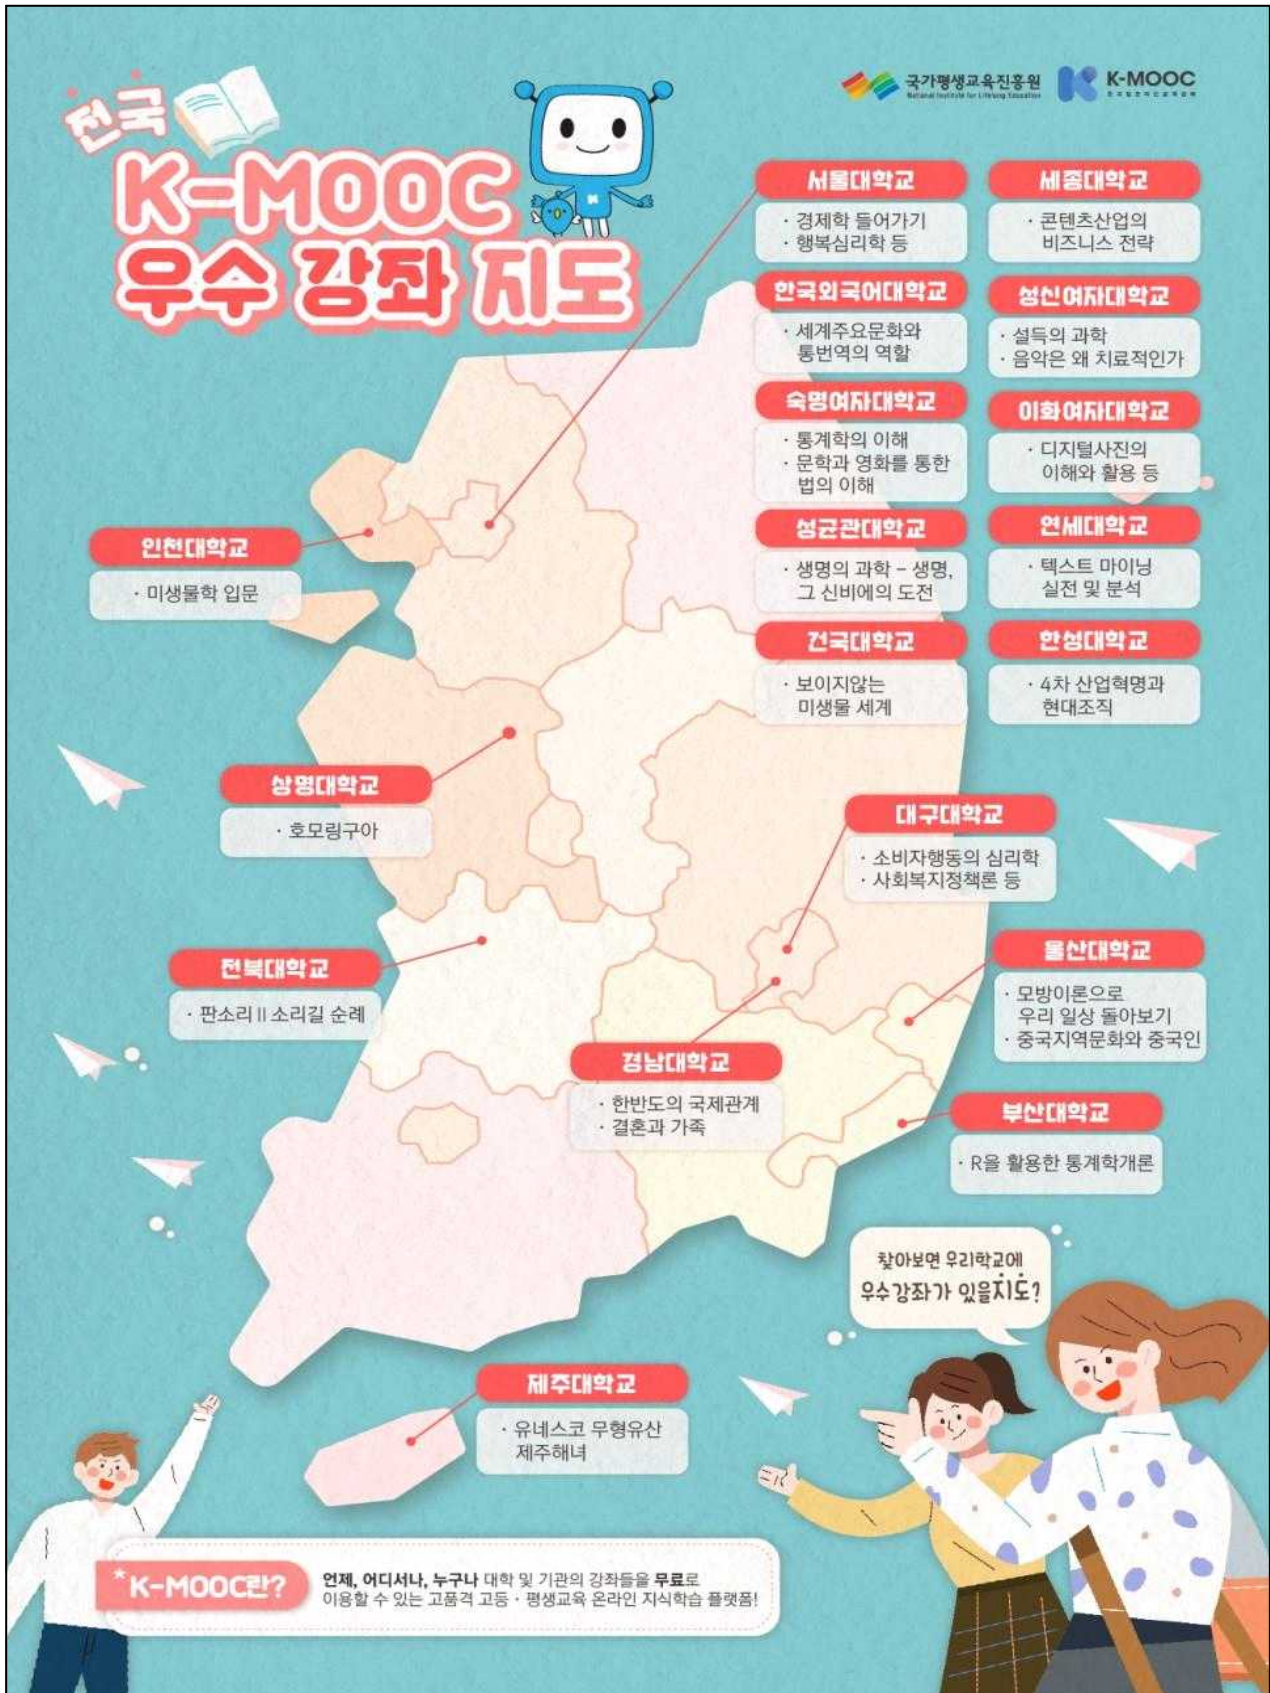 전국
K-MOOC
우수 강좌 지도
국가평생교육진흥원
National Institute for Lifelong Education
K-MOOC
한국형온라인공개강좌
K
서울대학교
· 경제학 들어가기
· 행복심리학 등
세종대학교
· 콘텐츠산업의
비즈니스 전략
한국외국어대학교
· 세계주요문화와
통번역의 역할
성신여자대학교
· 설득의 과학
· 음악은 왜 치료적인가
숙명여자대학교
· 통계학의 이해
· 문학과 영화를 통한
법의 이해
이화여자대학교
· 디지털사진의
이해와 활용 등
성균관대학교
· 생명의 과학 – 생명,
그 신비에의 도전
연세대학교
· 텍스트 마이닝
실전 및 분석
건국대학교
· 보이지않는
미생물 세계
한성대학교
· 4차 산업혁명과
현대조직
인천대학교
· 미생물학 입문
상명대학교
· 호모링구아
대구대학교
· 소비자행동의 심리학
· 사회복지정책론 등
전북대학교
· 판소리 II 소리길 순례
울산대학교
· 모방이론으로
우리 일상 돌아보기
· 중국지역문화와 중국인
경남대학교
· 한반도의 국제관계
· 결혼과 가족
부산대학교
· R을 활용한 통계학개론
찾아보면 우리학교에
우수강좌가 있을지도?
제주대학교
· 유네스코 무형유산
제주해녀
*K-MOOC란?
언제, 어디서나, 누구나 대학 및 기관의 강좌들을 무료로
이용할 수 있는 고품격 고등 · 평생교육 온라인 지식학습 플랫폼!